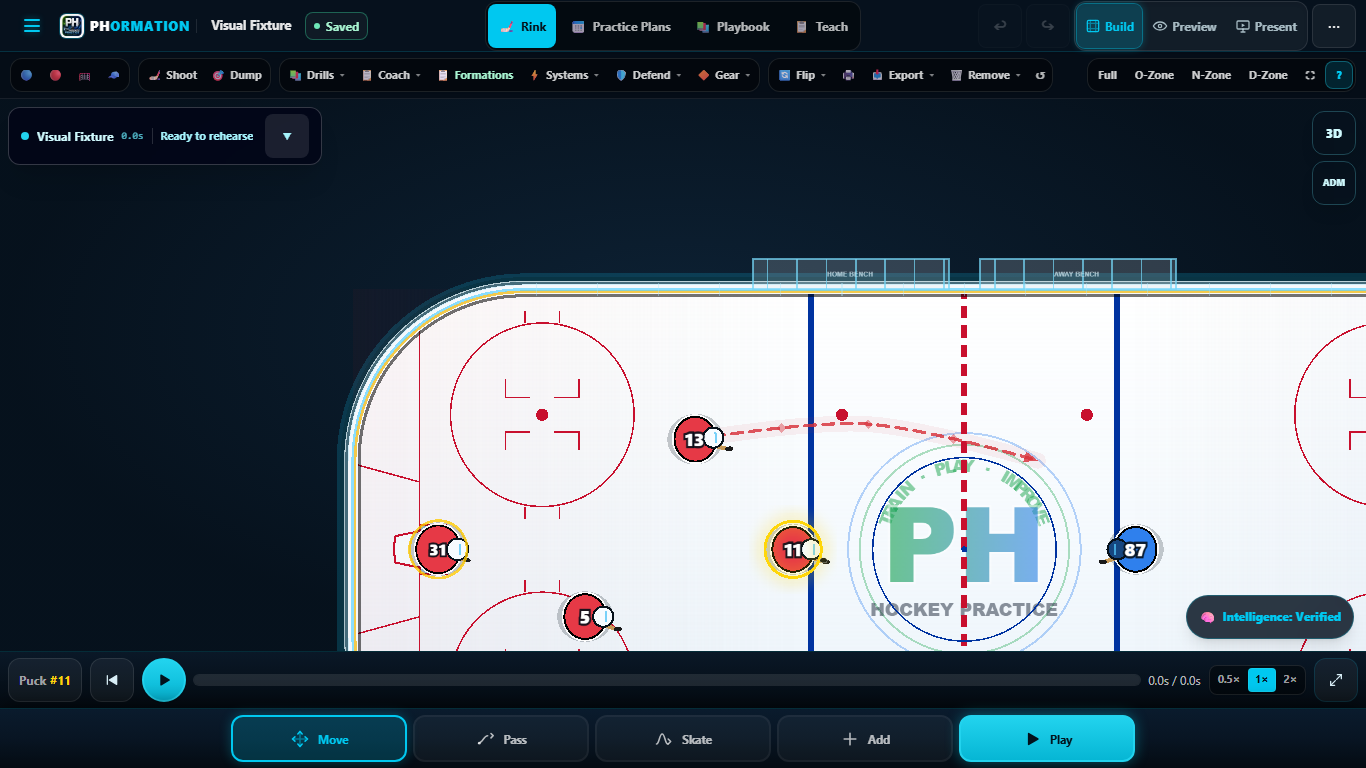 PH PHORMATION Visual Fixture Saved Rink Practice Plans Playbook Teach Build Preview Present ...
Shoot Dump Drills Coach Formations Systems Defend Gear Flip Export Remove Full O-Zone N-Zone D-Zone ?
Visual Fixture 0.0s Ready to rehearse
3D
ADM
HOME BENCH AWAY BENCH
13
TRAIN · PLAY · IMPROVE
PH
31
11
87
HOCKEY PRACTICE
5
Intelligence: Verified
Puck #11 0.0s / 0.0s 0.5× 1× 2×
Move Pass Skate Add Play